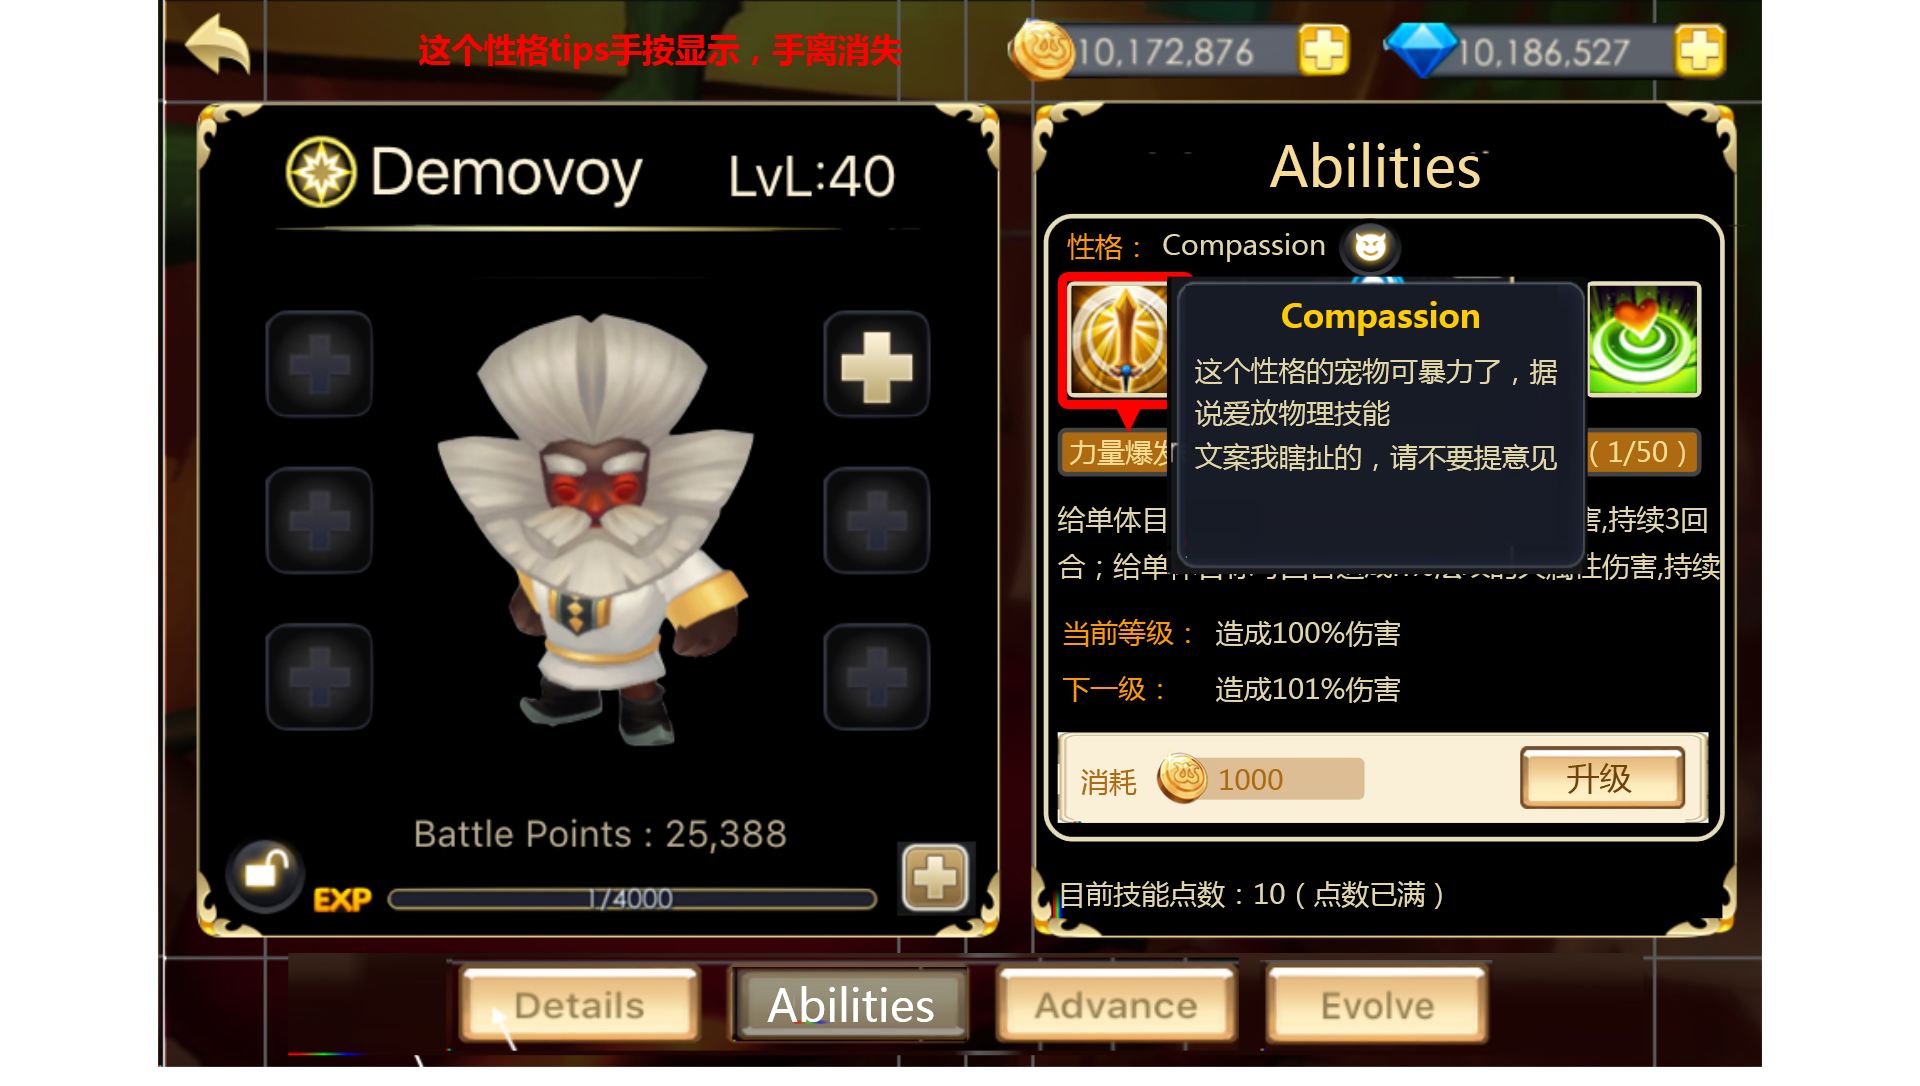 这个性格tips手按显示，手离消失
10,172,876
10,186,527
Demovoy
LvL:40
Abilities
性格： Compassion
Compassion
这个性格的宠物可暴力了，据
说爱放物理技能
文案我瞎扯的，请不要提意见
力量爆发
（1/50）
给单体目
害,持续3回
合；给单
伤害,持续
当前等级： 造成100%伤害
下一级： 造成101%伤害
消耗 1000 升级
目前技能点数：10（点数已满）
Battle Points : 25,388
EXP 1/4000
Details
Abilities
Advance
Evolve